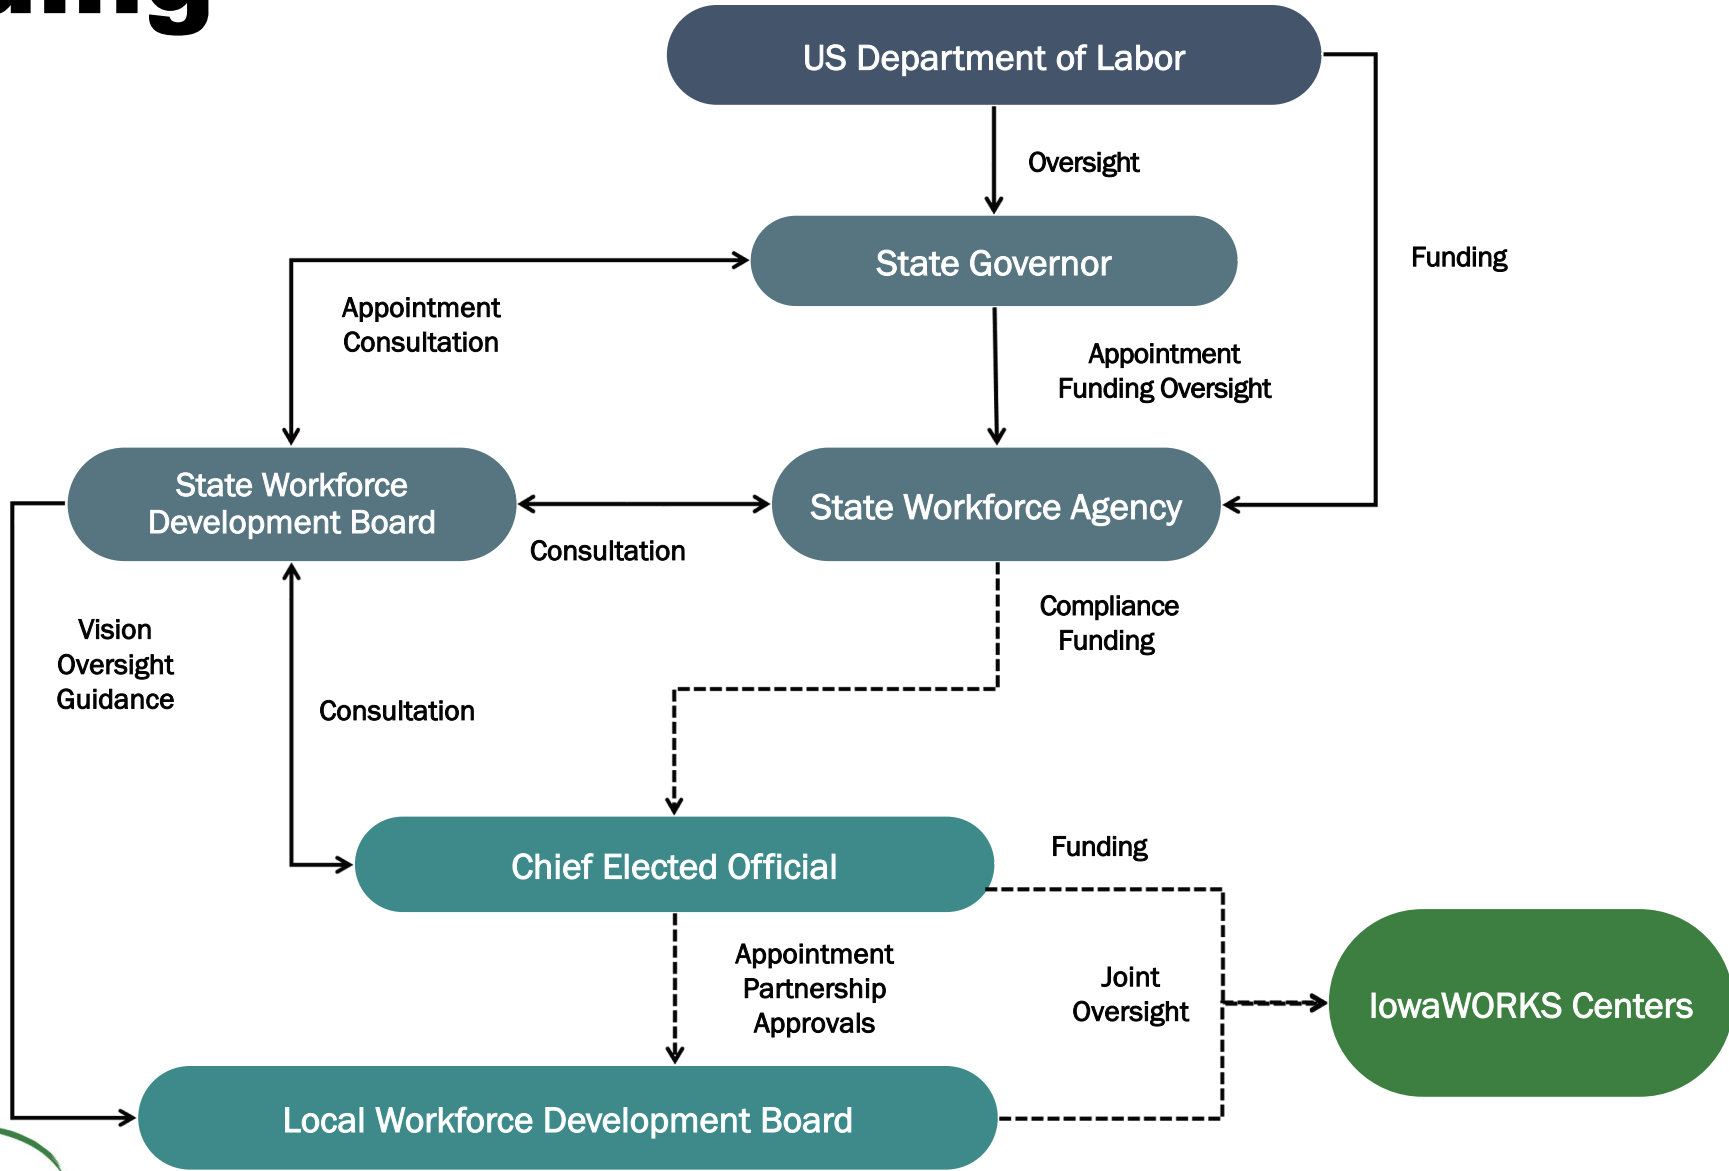 US Department of Labor
Oversight
State Governor
Funding
Appointment
Consultation
Appointment
Funding Oversight
State Workforce
Development Board
State Workforce Agency
Consultation
Compliance
Funding
Vision
Oversight
Guidance
Consultation
Chief Elected Official
Funding
Appointment
Partnership
Approvals
Joint
Oversight
IowaWORKS Centers
Local Workforce Development Board